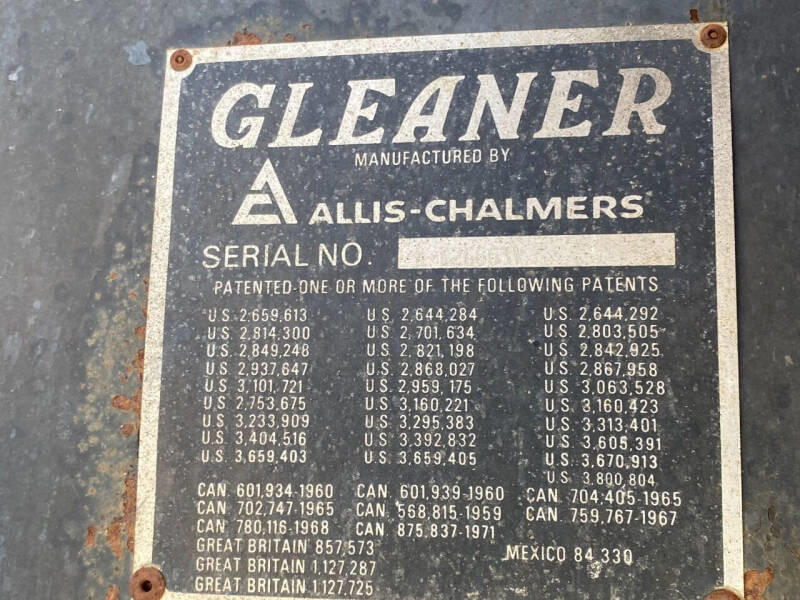 GLEANER
MANUFACTURED BY
ALLIS-CHALMERS
SERIAL NO.
PATENTED-ONE OR MORE OF THE FOLLOWING PATENTS
U.S. 2,659,613 U.S. 2,644,284 U.S. 2,644,292
U.S. 2,814,300 U.S. 2,701,634 U.S. 2,803,505
U.S. 2,849,248 U.S. 2,821,198 U.S. 2,842,925
U.S. 2,937,647 U.S. 2,868,027 U.S. 2,867,958
U.S. 3,101,721 U.S. 2,959,175 U.S. 3,063,528
U.S. 2,753,675 U.S. 3,160,221 U.S. 3,160,423
U.S. 3,233,909 U.S. 3,295,383 U.S. 3,313,401
U.S. 3,404,516 U.S. 3,392,832 U.S. 3,605,391
U.S. 3,659,403 U.S. 3,659,405 U.S. 3,670,913
U.S. 3,800,804
CAN. 601,934-1960 CAN. 601,939-1960 CAN. 704,405-1965
CAN. 702,747-1965 CAN. 568,815-1959 CAN. 759,767-1967
CAN. 780,116-1968 CAN. 875,837-1971
GREAT BRITAIN 857,573 MEXICO 84,330
GREAT BRITAIN 1,127,287
GREAT BRITAIN 1,127,725